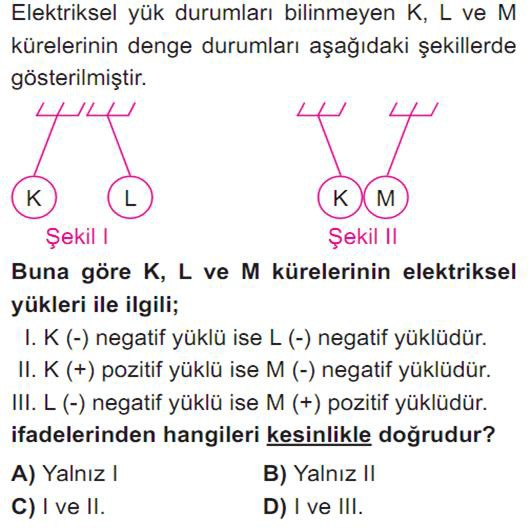 Elektriksel yük durumları bilinmeyen K, L ve M
kürelerinin denge durumları aşağıdaki şekillerde
gösterilmiştir.
K L K M
Şekil I Şekil II
Buna göre K, L ve M kürelerinin elektriksel
yükleri ile ilgili;
I. K (-) negatif yüklü ise L (-) negatif yüklüdür.
II. K (+) pozitif yüklü ise M (-) negatif yüklüdür.
III. L (-) negatif yüklü ise M (+) pozitif yüklüdür.
ifadelerinden hangileri kesinlikle doğrudur?
A) Yalnız I B) Yalnız II
C) I ve II. D) I ve III.